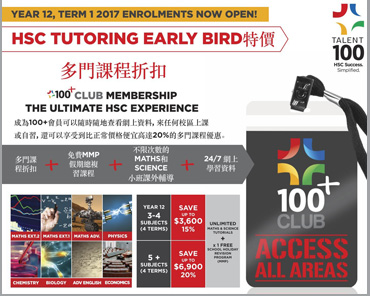 YEAR 12, TERM 1 2017 ENROLMENTS NOW OPEN!
HSC TUTORING EARLY BIRD特價
TALENT
100
HSC Success.
Simplified.
多門課程折扣
100+ CLUB MEMBERSHIP
THE ULTIMATE HSC EXPERIENCE
成為100+會員可以隨時隨地查看網上資料, 來任何校區上課
或自習, 還可以享受到比正常價格便宜高達20%的多門課程優惠。
多門課
程折扣
+
免費MMP
假期總複
習課程
+
不限次數的
MATHS和
SCIENCE
小班課外輔導
+
24/7 網上
學習資料
MATHS EXT.2
MATHS EXT.1
MATHS ADV.
PHYSICS
CHEMISTRY
BIOLOGY
ADV ENGLISH
ECONOMICS
YEAR 12
3-4
SUBJECTS
(4 TERMS)
SAVE
UP TO
$3,600
15%
5 +
SUBJECTS
(4 TERMS)
SAVE
UP TO
$6,900
20%
UNLIMITED
MATHS & SCIENCE
TUTORIALS
+
x 1 FREE
SCHOOL HOLIDAY
REVISION
PROGRAM
(MMP)
100+
CLUB
ACCESS
ALL AREAS